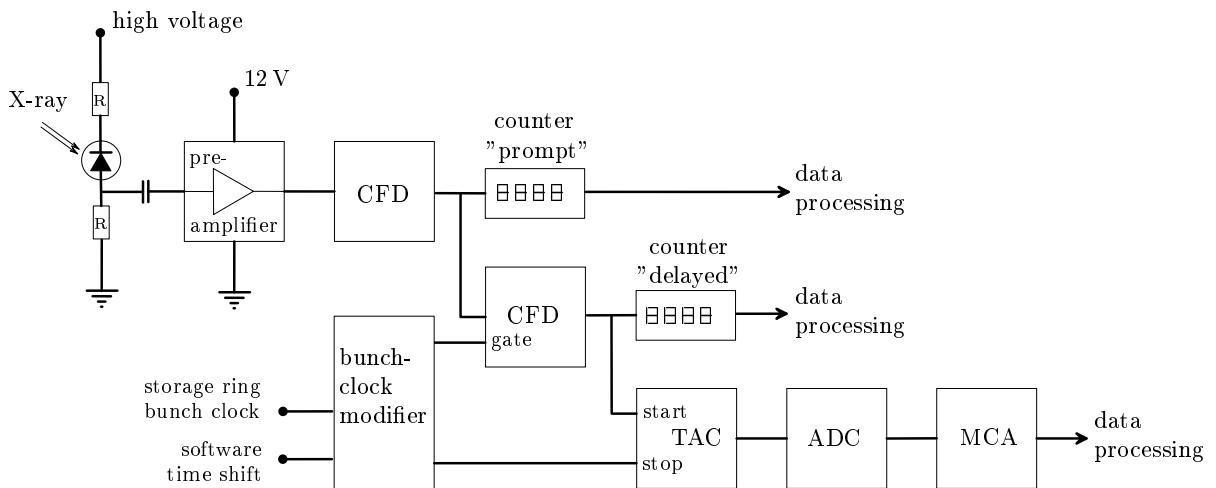 high voltage
R
X-ray
R
12 V
pre-
amplifier
CFD
counter
"prompt"
data
processing
counter
"delayed"
CFD
gate
data
processing
bunch-
clock
modifier
storage ring
bunch clock
software
time shift
start
TAC
stop
ADC
MCA
data
processing